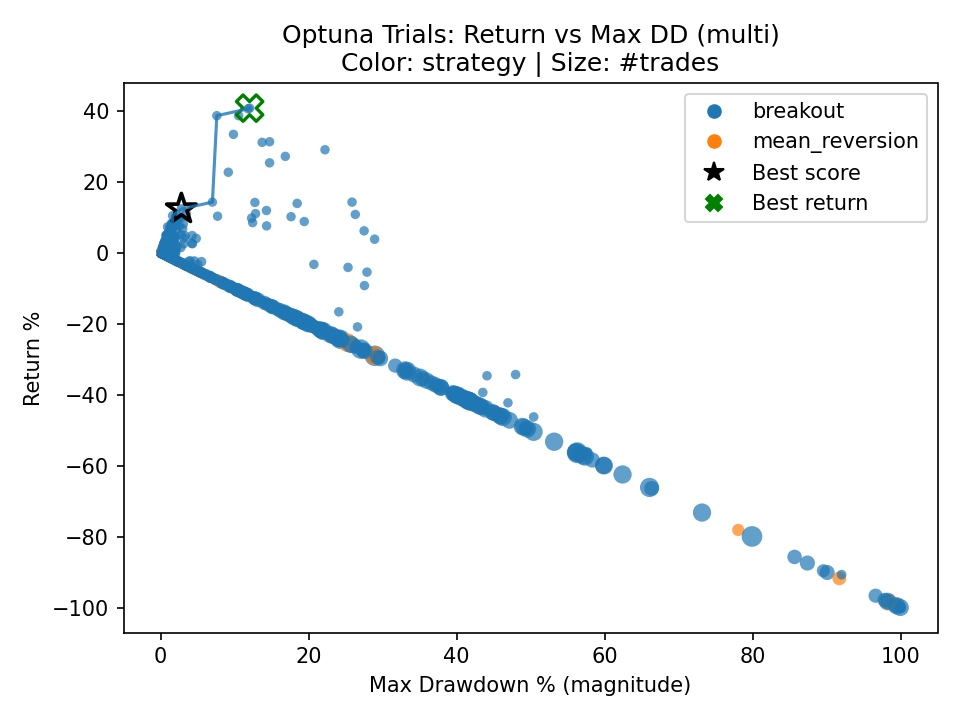 Optuna Trials: Return vs Max DD (multi)
Color: strategy | Size: #trades
breakout
mean_reversion
Best score
Best return
Return %
40
20
0
−20
−40
−60
−80
−100
0
20
40
60
80
100
Max Drawdown % (magnitude)